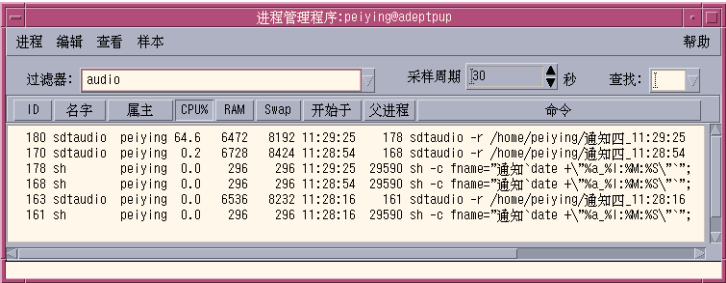 进程管理程序:peiying@adeptpup
进程 编辑 查看 样本 帮助
过滤器: audio 采样周期 30 秒 查找:
ID 名字 属主 CPU% RAM Swap 开始于 父进程 命令
180 sdtaudio peiying 64.6 6472 8192 11:29:25 178 sdtaudio -r /home/peiying/通知四_11:29:25
170 sdtaudio peiying 0.2 6728 8424 11:28:54 168 sdtaudio -r /home/peiying/通知四_11:28:54
178 sh peiying 0.0 296 296 11:29:25 29590 sh -c fname="通知`date +\"%a_%I:%M:%S\"`";
168 sh peiying 0.0 296 296 11:28:54 29590 sh -c fname="通知`date +\"%a_%I:%M:%S\"`";
163 sdtaudio peiying 0.0 6536 8232 11:28:16 161 sdtaudio -r /home/peiying/通知四_11:28:16
161 sh peiying 0.0 296 296 11:28:16 29590 sh -c fname="通知`date +\"%a_%I:%M:%S\"`";